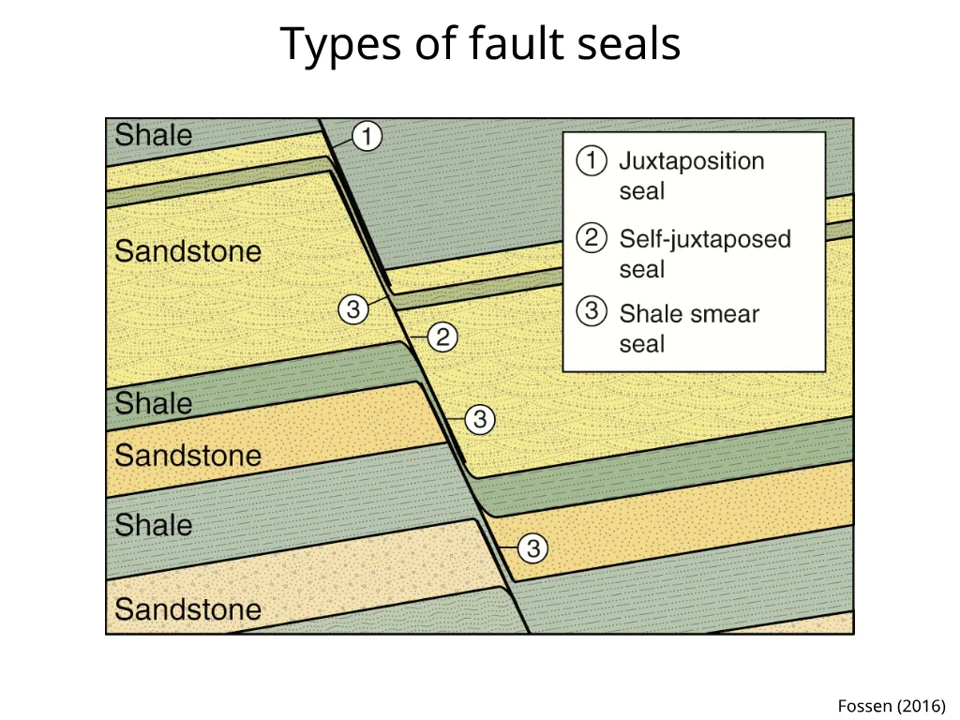 Types of fault seals
Shale
1
1 Juxtaposition
seal
Sandstone
2 Self-juxtaposed
seal
3
3 Shale smear
seal
2
Shale
3
Sandstone
Shale
3
Sandstone
Fossen (2016)